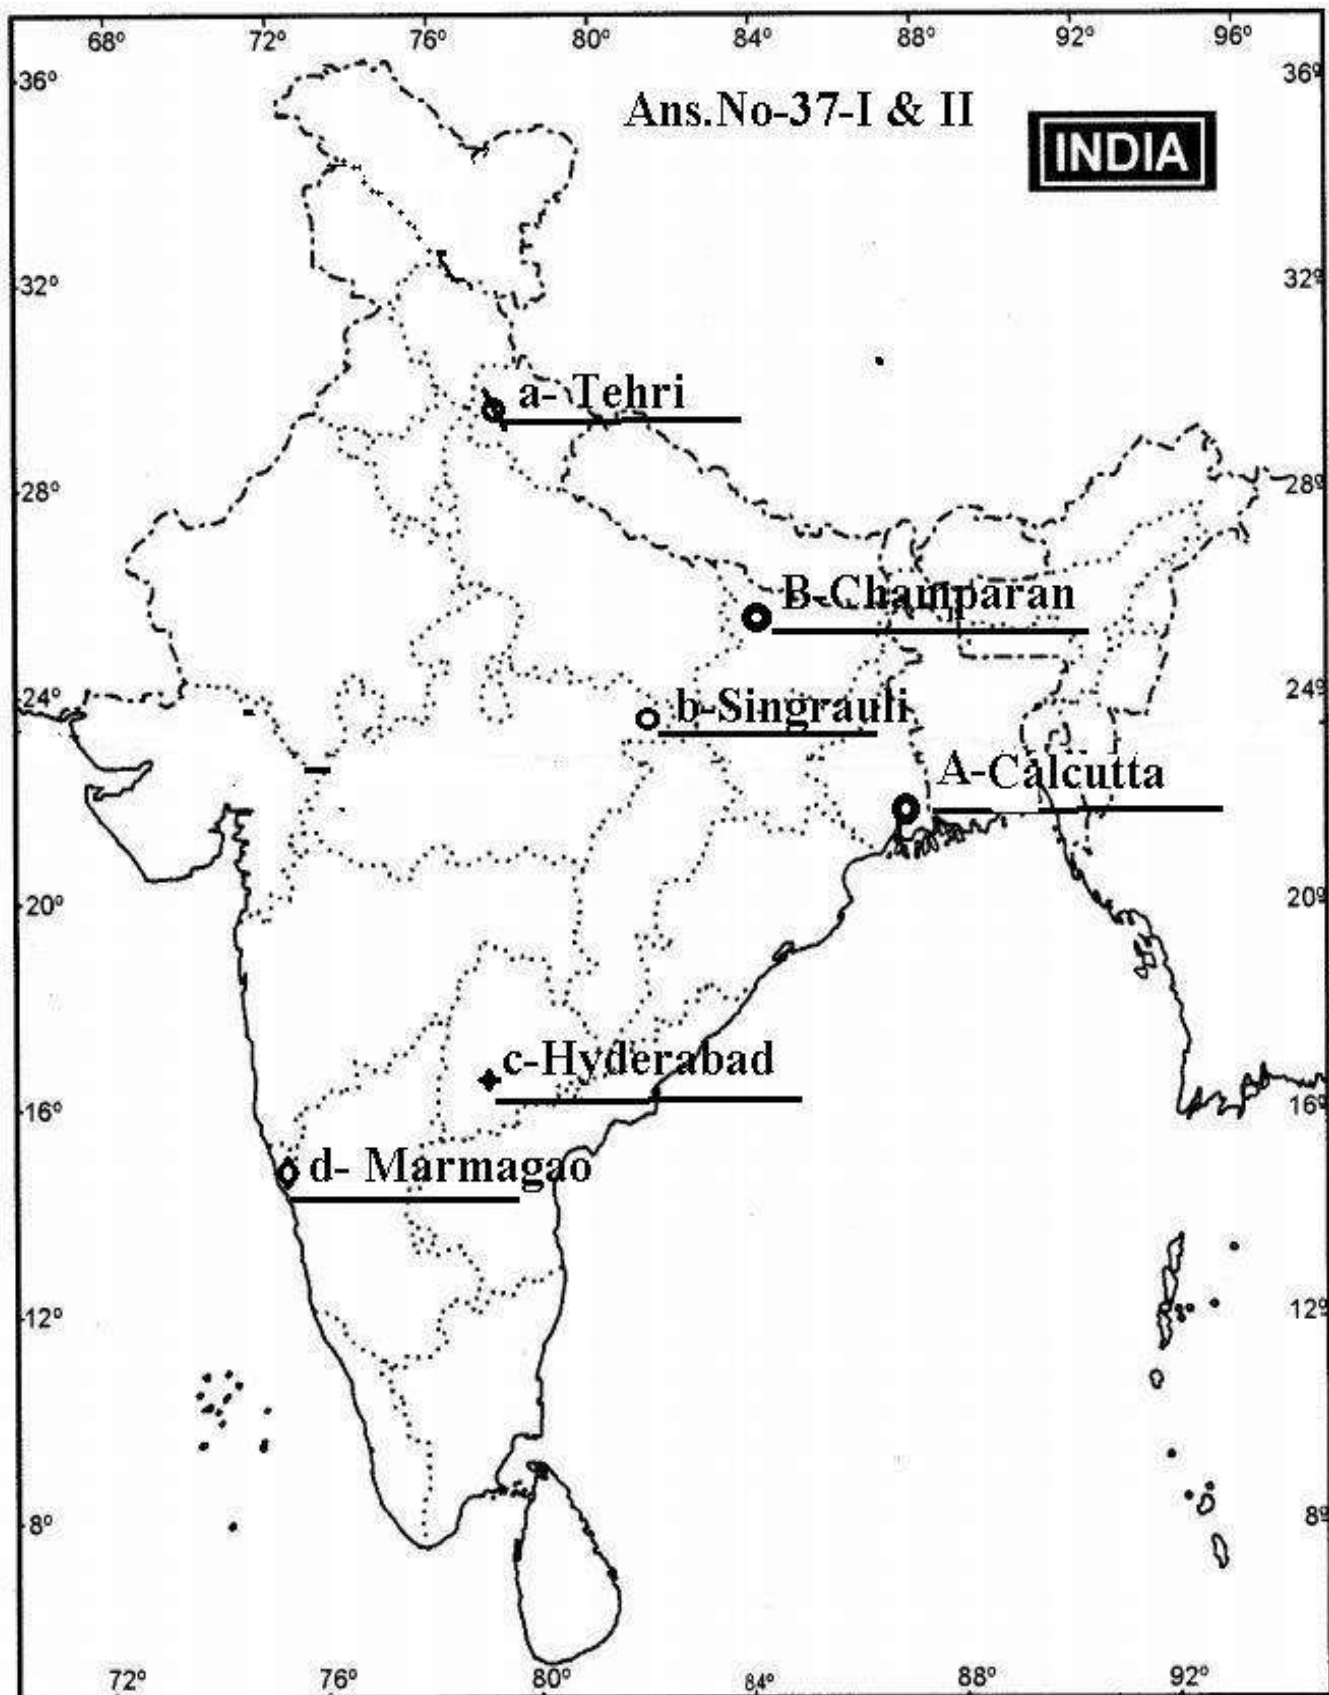 68° 72° 76° 80° 84° 88° 92° 96°
36° 36°
Ans.No-37-I & II
INDIA
32° 32°
a- Tehri
28° 28°
B-Champaran
24° 24°
b-Singrauli
A-Calcutta
20° 20°
c-Hyderabad
16° 16°
d- Marmagao
12° 12°
8° 8°
72° 76° 80° 84° 88° 92°